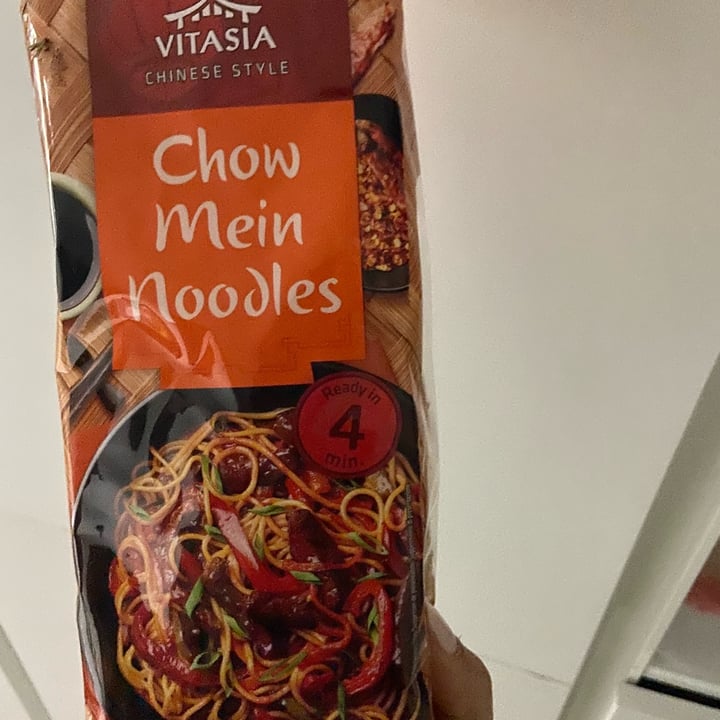 VITASIA
CHINESE STYLE
Chow
Mein
Noodles
Ready in
4
min.